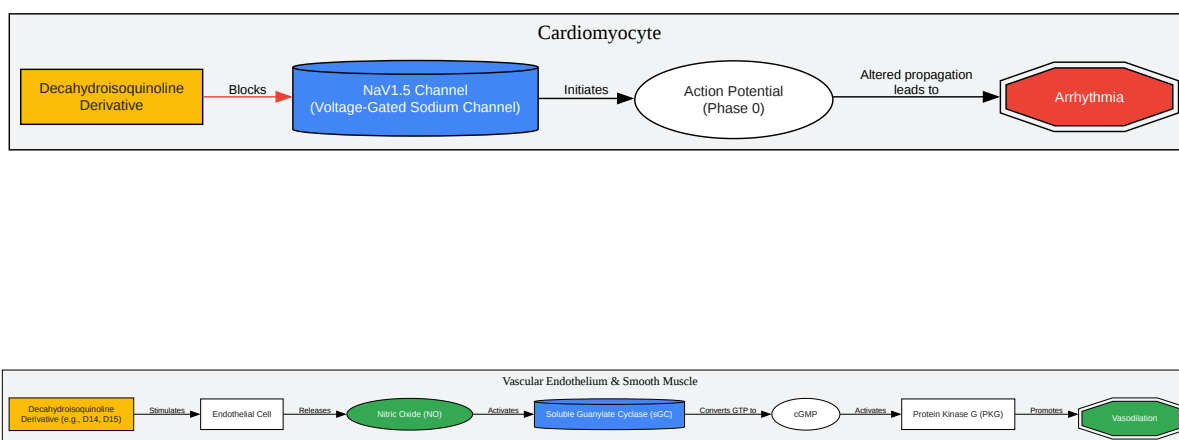 Cardiomyocyte
Decahydroisoquinoline
Derivative
Blocks
NaV1.5 Channel
(Voltage-Gated Sodium Channel)
Initiates
Action Potential
(Phase 0)
Altered propagation
leads to
Arrhythmia
Vascular Endothelium & Smooth Muscle
Decahydroisoquinoline
Derivative (e.g., D14, D15)
Stimulates
Endothelial Cell
Releases
Nitric Oxide (NO)
Activates
Soluble Guanylate Cyclase (sGC)
Converts GTP to
cGMP
Activates
Protein Kinase G (PKG)
Promotes
Vasodilation